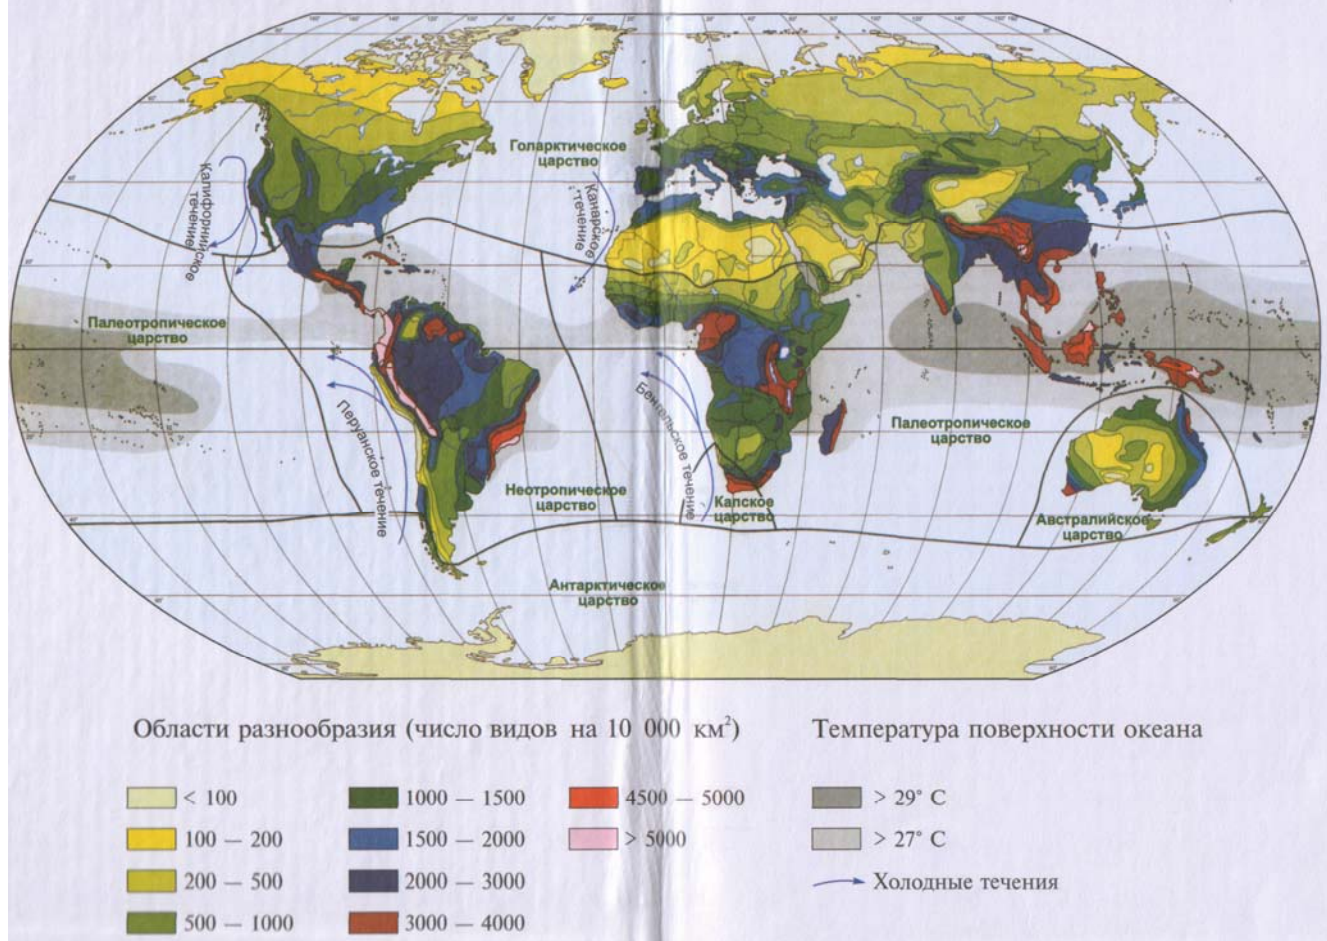 Голарктическое
царство
Калифорнийское
течение
Канарское
течение
Палеотропическое
царство
Перуанское течение
Бенгельское течение
Палеотропическое
царство
Неотропическое
царство
Капское
царство
Австралийское
царство
Антарктическое
царство
Области разнообразия (число видов на 10 000 км²)
Температура поверхности океана
< 100
100 — 200
200 — 500
500 — 1000
1000 — 1500
1500 — 2000
2000 — 3000
3000 — 4000
4500 — 5000
> 5000
> 29° C
> 27° C
Холодные течения